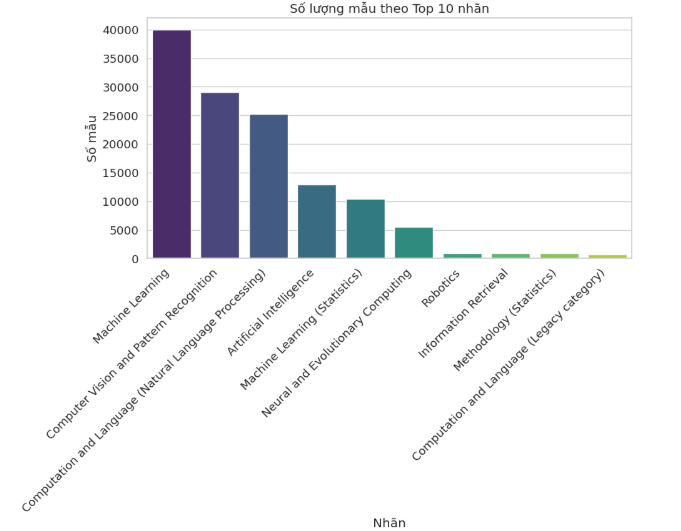 Số lượng mẫu theo Top 10 nhãn
Số mẫu
40000
35000
30000
25000
20000
15000
10000
5000
0
Machine Learning
Computer Vision and Pattern Recognition
Computation and Language (Natural Language Processing)
Artificial Intelligence
Machine Learning (Statistics)
Neural and Evolutionary Computing
Robotics
Information Retrieval
Methodology (Statistics)
Computation and Language (Legacy category)
Nhãn